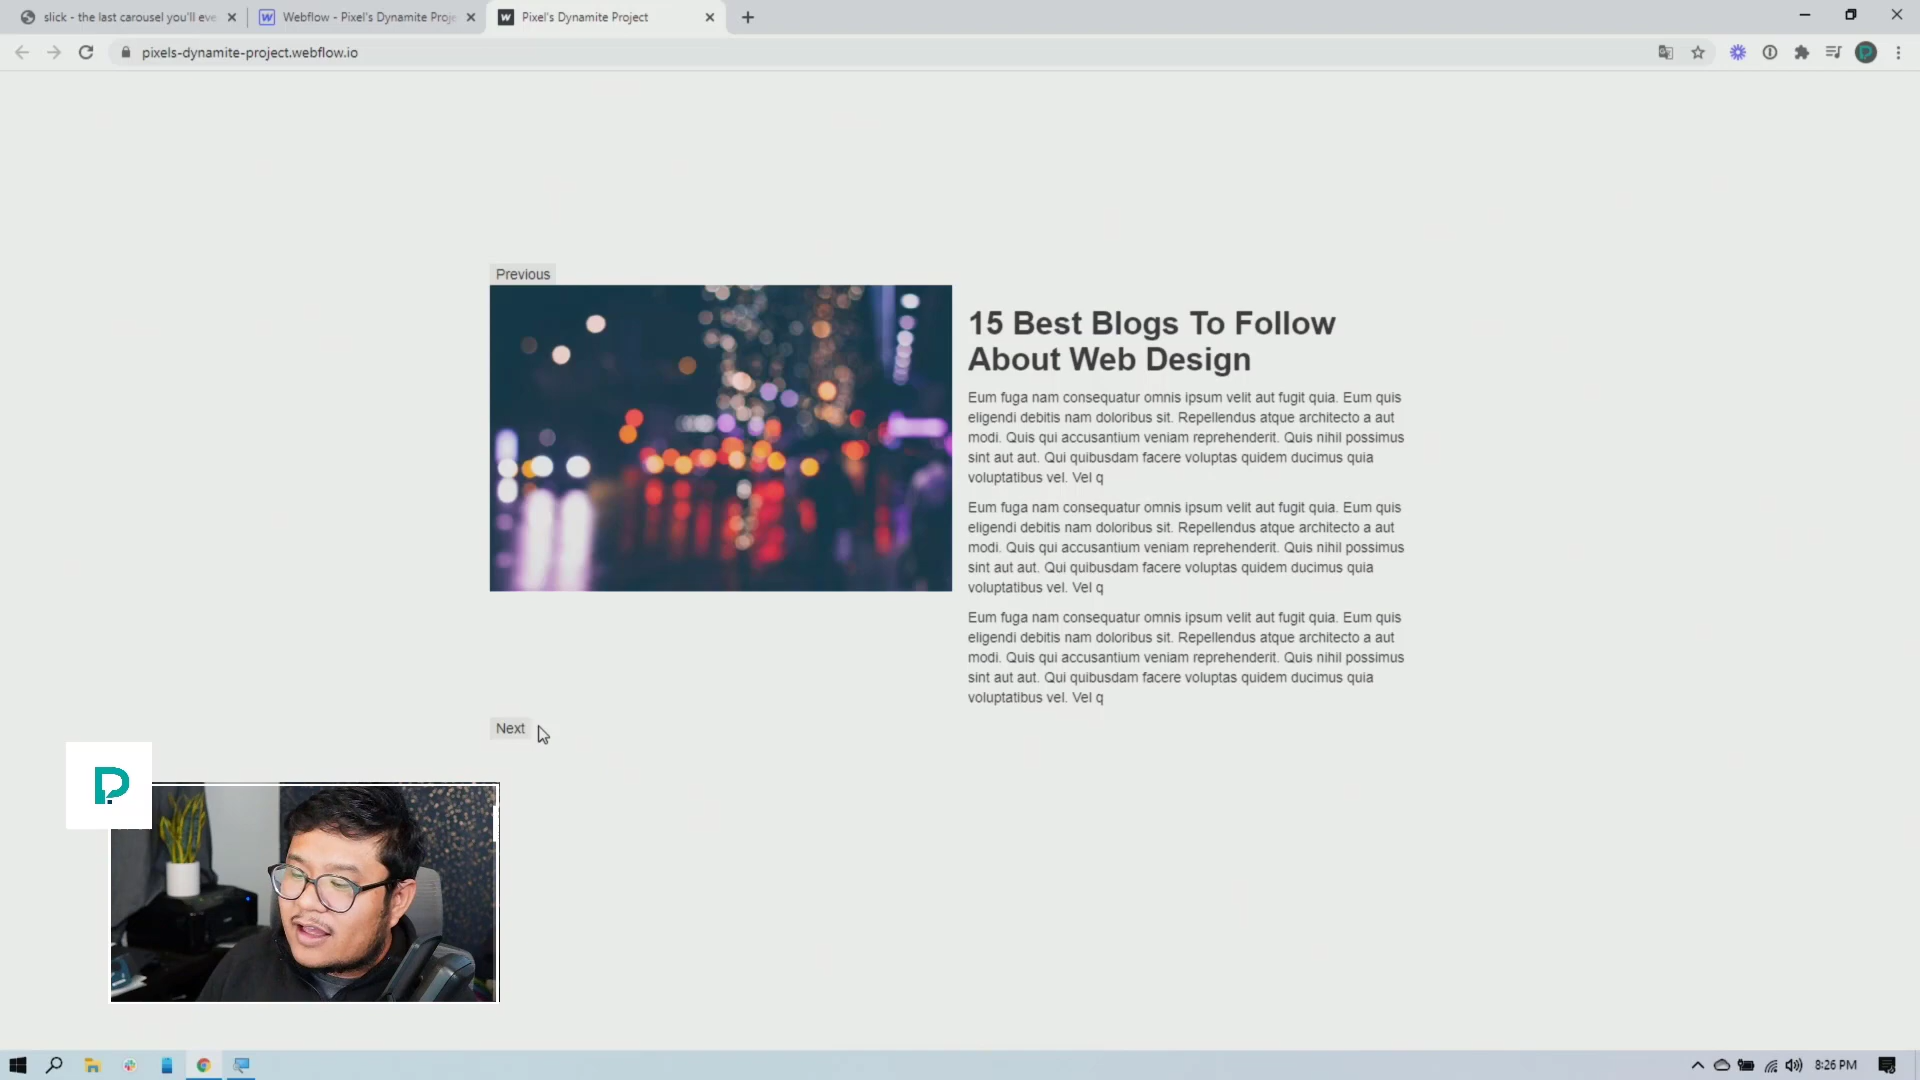 slick - the last carousel you'll eve
Webflow - Pixel's Dynamite Proje
Pixel's Dynamite Project
pixels-dynamite-project.webflow.io
Previous
15 Best Blogs To Follow
About Web Design
Eum fuga nam consequatur omnis ipsum velit aut fugit quia. Eum quis
eligendi debitis nam doloribus sit. Repellendus atque architecto a aut
modi. Quis qui accusantium veniam reprehenderit. Quis nihil possimus
sint aut aut. Qui quibusdam facere voluptas quidem ducimus quia
voluptatibus vel. Vel q
Eum fuga nam consequatur omnis ipsum velit aut fugit quia. Eum quis
eligendi debitis nam doloribus sit. Repellendus atque architecto a aut
modi. Quis qui accusantium veniam reprehenderit. Quis nihil possimus
sint aut aut. Qui quibusdam facere voluptas quidem ducimus quia
voluptatibus vel. Vel q
Eum fuga nam consequatur omnis ipsum velit aut fugit quia. Eum quis
eligendi debitis nam doloribus sit. Repellendus atque architecto a aut
modi. Quis qui accusantium veniam reprehenderit. Quis nihil possimus
sint aut aut. Qui quibusdam facere voluptas quidem ducimus quia
voluptatibus vel. Vel q
Next
8:26 PM